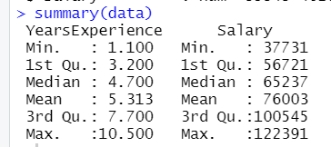 > summary(data)
YearsExperience Salary
Min. : 1.100 Min. : 37731
1st Qu.: 3.200 1st Qu.: 56721
Median : 4.700 Median : 65237
Mean : 5.313 Mean : 76003
3rd Qu.: 7.700 3rd Qu.:100545
Max. :10.500 Max. :122391